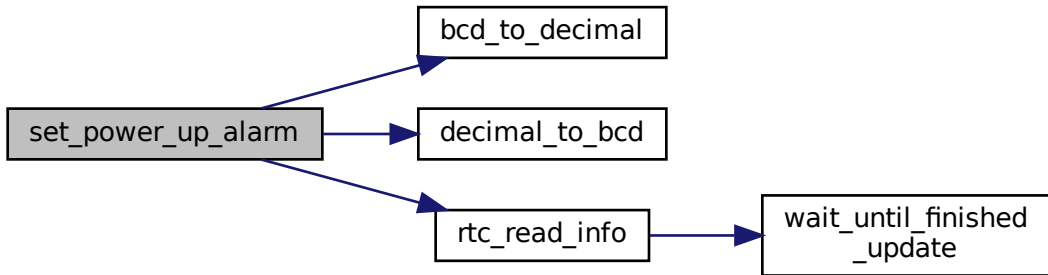 bcd_to_decimal
set_power_up_alarm
decimal_to_bcd
rtc_read_info
wait_until_finished
_update